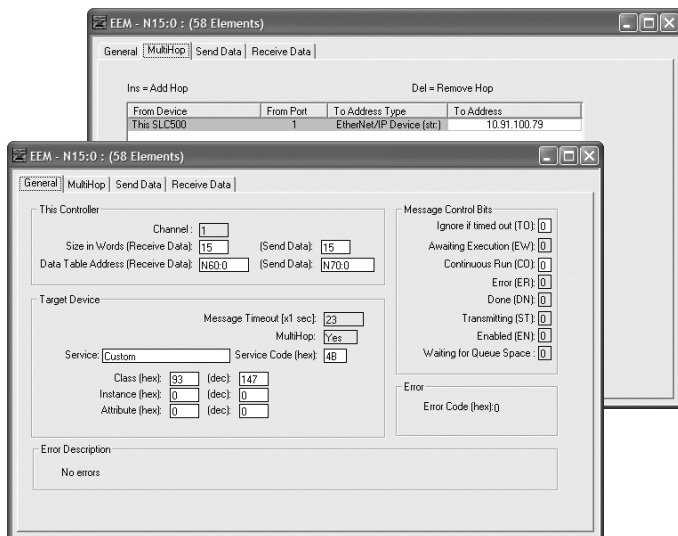 EEM - N15:0 : (58 Elements)
General MultiHop Send Data Receive Data
Ins = Add Hop Del = Remove Hop
From Device From Port To Address Type To Address
This SLC500 1 EtherNet/IP Device (str.) 10.91.100.79
EEM - N15:0 : (58 Elements)
General MultiHop Send Data Receive Data
This Controller
Channel: 1
Size in Words (Receive Data): 15 (Send Data): 15
Data Table Address (Receive Data): N60:0 (Send Data): N70:0
Target Device
Message Timeout [x1 sec]: 23
MultiHop: Yes
Service: Custom Service Code (hex): 4B
Class (hex): 93 (dec): 147
Instance (hex): 0 (dec): 0
Attribute (hex): 0 (dec): 0
Message Control Bits
Ignore if timed out (TO): 0
Awaiting Execution (EW): 0
Continuous Run (CO): 0
Error (ER): 0
Done (DN): 0
Transmitting (ST): 0
Enabled (EN): 0
Waiting for Queue Space : 0
Error
Error Code (hex):0
Error Description
No errors